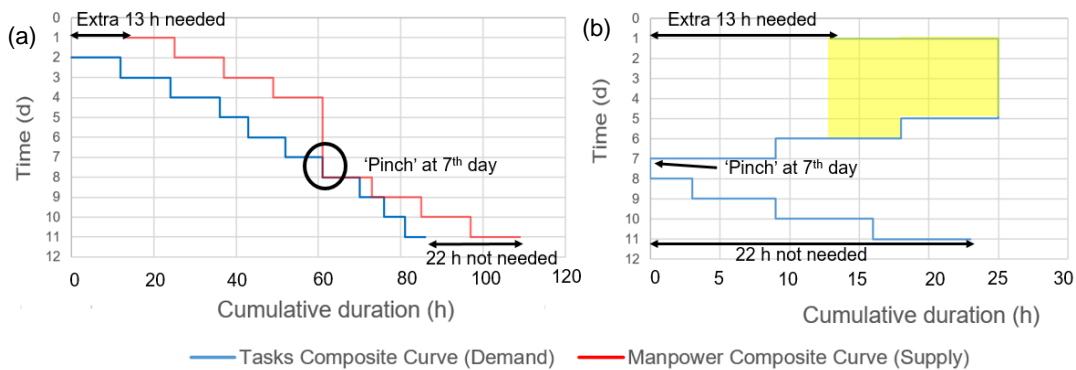 (a)
Extra 13 h needed
Time (d)
1
2
3
4
5
6
7
8
9
10
11
12
'Pinch' at 7th day
22 h not needed
0 20 40 60 80 100 120
Cumulative duration (h)
(b)
Extra 13 h needed
Time (d)
0
1
2
3
4
5
6
7
8
9
10
11
12
'Pinch' at 7th day
22 h not needed
0 5 10 15 20 25 30
Cumulative duration (h)
Tasks Composite Curve (Demand) Manpower Composite Curve (Supply)